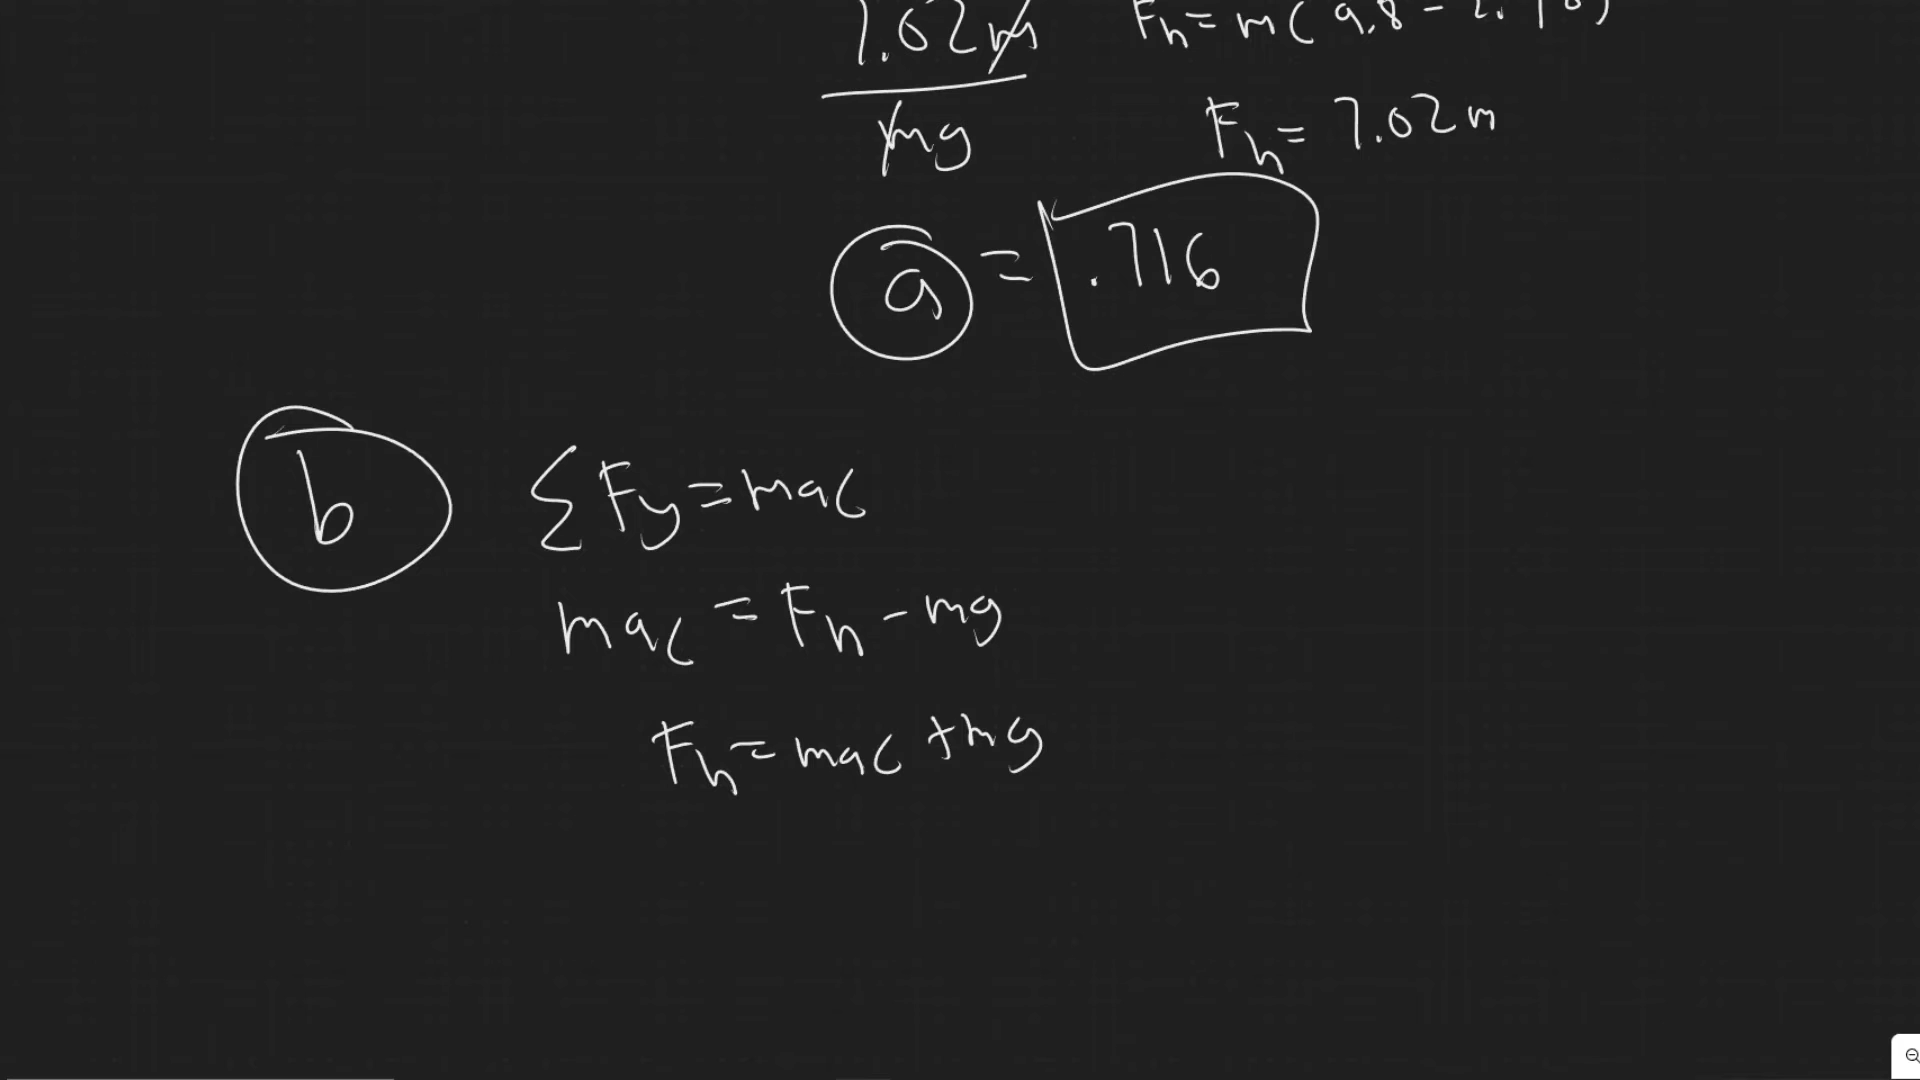 7.02m
mg
Fn = m(9.8 -
Fn = 7.02m
a = .716
b
ΣFy = mac
mac = Fn - mg
Fn = mac + mg